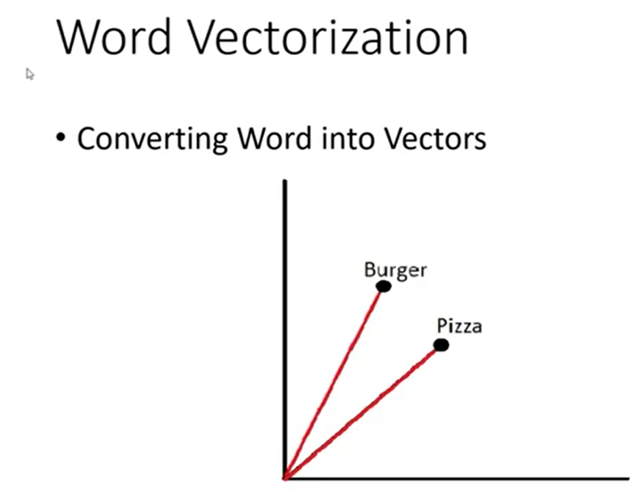 Word Vectorization
• Converting Word into Vectors
Burger
Pizza